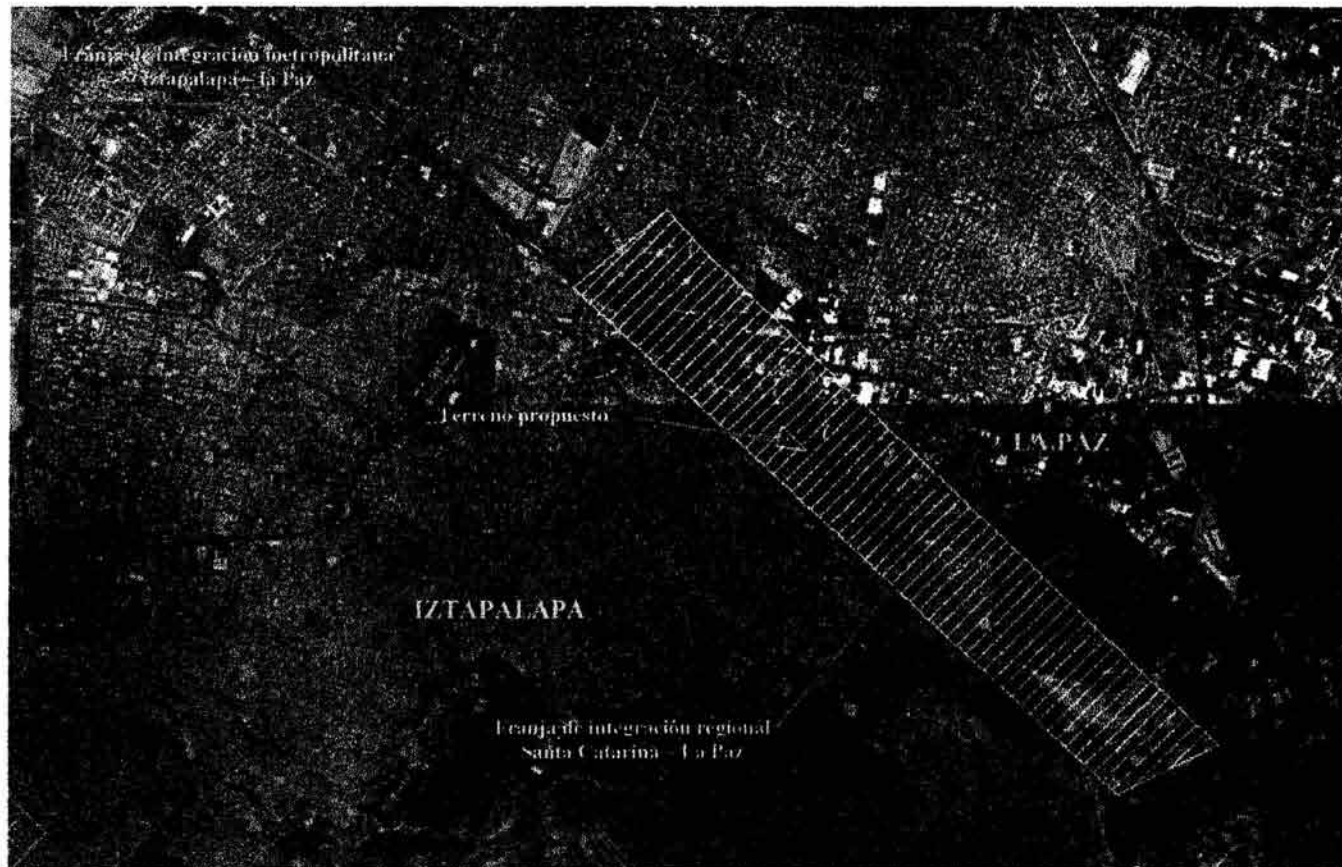 Franja de integración metropolitana
Iztapalapa – la Paz
Terreno propuesto
LA PAZ
IZTAPALAPA
Franja de integración regional
Santa Catarina – La Paz